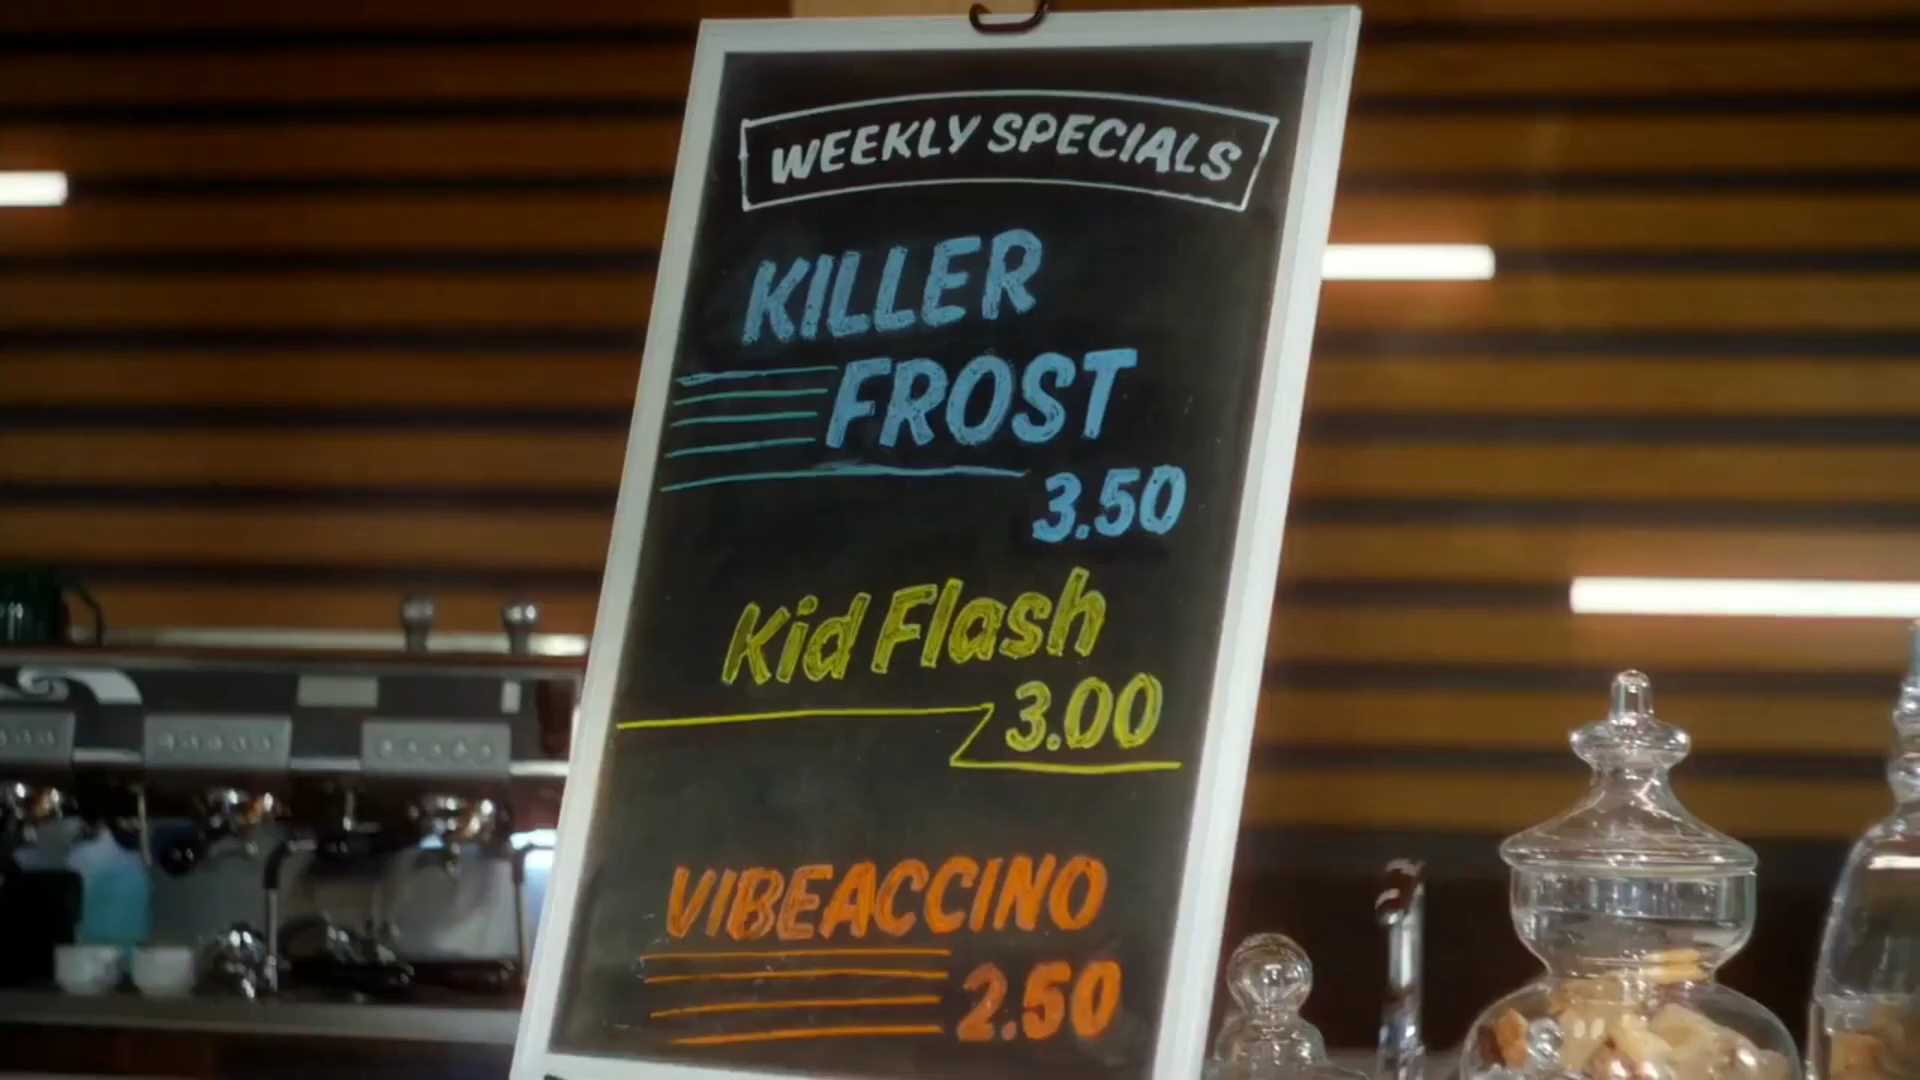 WEEKLY SPECIALS
KILLER
FROST
3.50
Kid Flash
3.00
VIBEACCINO
2.50